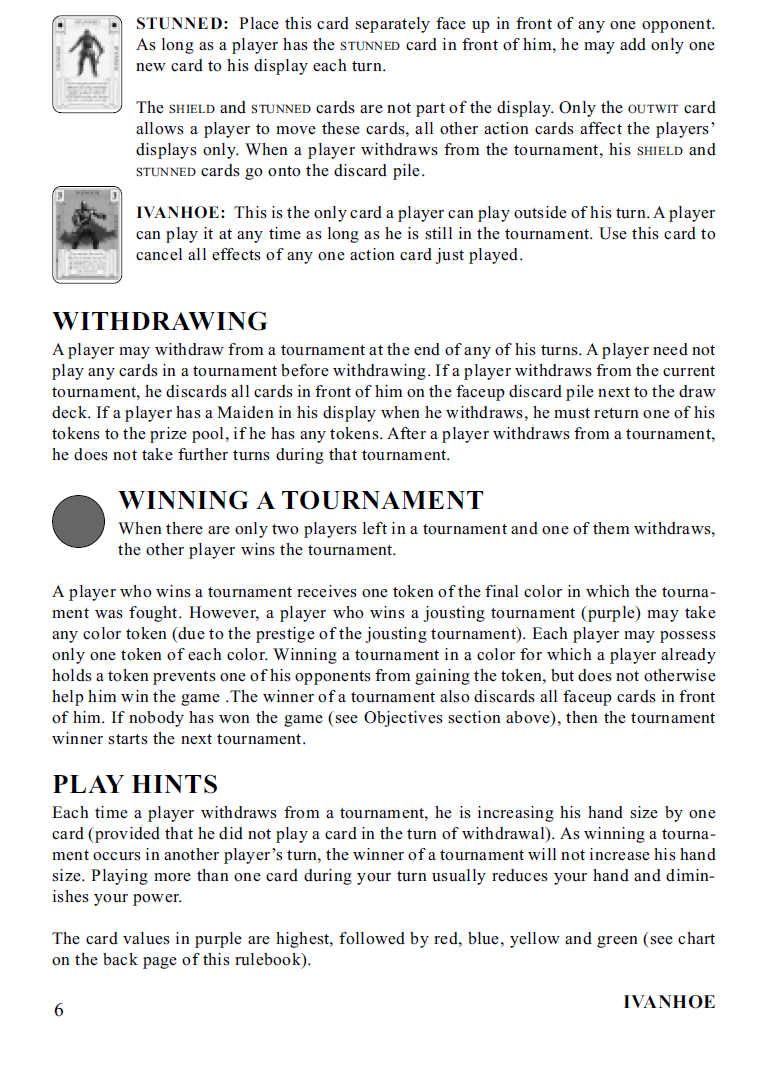 STUNNED: Place this card separately face up in front of any one opponent.
As long as a player has the STUNNED card in front of him, he may add only one
new card to his display each turn.
The SHIELD and STUNNED cards are not part of the display. Only the OUTWIT card
allows a player to move these cards, all other action cards affect the players’
displays only. When a player withdraws from the tournament, his SHIELD and
STUNNED cards go onto the discard pile.
IVANHOE: This is the only card a player can play outside of his turn. A player
can play it at any time as long as he is still in the tournament. Use this card to
cancel all effects of any one action card just played.
WITHDRAWING
A player may withdraw from a tournament at the end of any of his turns. A player need not
play any cards in a tournament before withdrawing. If a player withdraws from the current
tournament, he discards all cards in front of him on the faceup discard pile next to the draw
deck. If a player has a Maiden in his display when he withdraws, he must return one of his
tokens to the prize pool, if he has any tokens. After a player withdraws from a tournament,
he does not take further turns during that tournament.
WINNING A TOURNAMENT
When there are only two players left in a tournament and one of them withdraws,
the other player wins the tournament.
A player who wins a tournament receives one token of the final color in which the tourna-
ment was fought. However, a player who wins a jousting tournament (purple) may take
any color token (due to the prestige of the jousting tournament). Each player may possess
only one token of each color. Winning a tournament in a color for which a player already
holds a token prevents one of his opponents from gaining the token, but does not otherwise
help him win the game .The winner of a tournament also discards all faceup cards in front
of him. If nobody has won the game (see Objectives section above), then the tournament
winner starts the next tournament.
PLAY HINTS
Each time a player withdraws from a tournament, he is increasing his hand size by one
card (provided that he did not play a card in the turn of withdrawal). As winning a tourna-
ment occurs in another player’s turn, the winner of a tournament will not increase his hand
size. Playing more than one card during your turn usually reduces your hand and dimin-
ishes your power.
The card values in purple are highest, followed by red, blue, yellow and green (see chart
on the back page of this rulebook).
6
IVANHOE